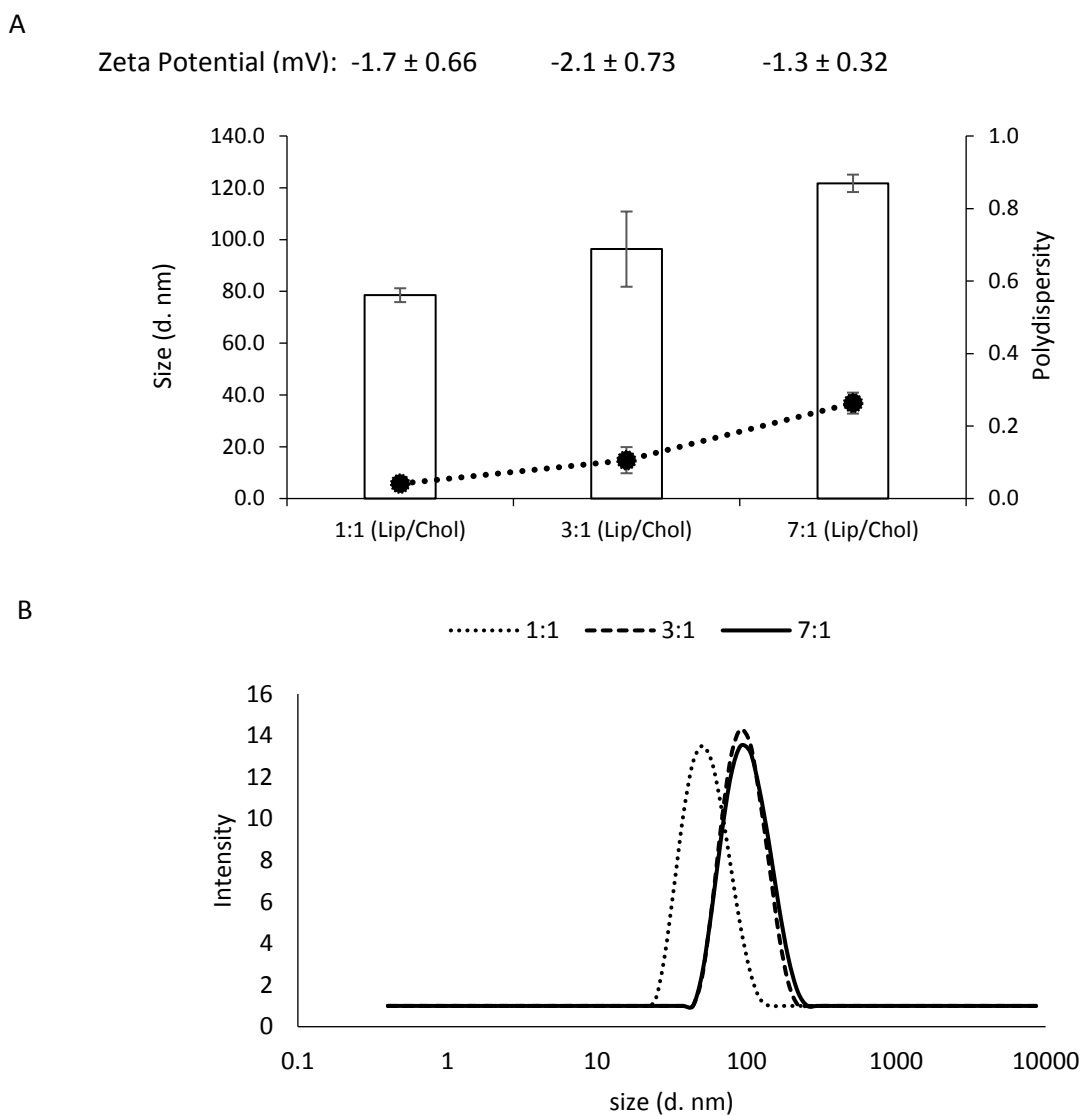 A
Zeta Potential (mV): -1.7 ± 0.66 -2.1 ± 0.73 -1.3 ± 0.32
140.0
120.0
100.0
80.0
60.0
40.0
20.0
0.0
Size (d. nm)
1.0
0.8
0.6
0.4
0.2
0.0
Polydispersity
1:1 (Lip/Chol) 3:1 (Lip/Chol) 7:1 (Lip/Chol)
B
1:1 3:1 7:1
16
14
12
10
8
6
4
2
0
Intensity
0.1 1 10 100 1000 10000
size (d. nm)